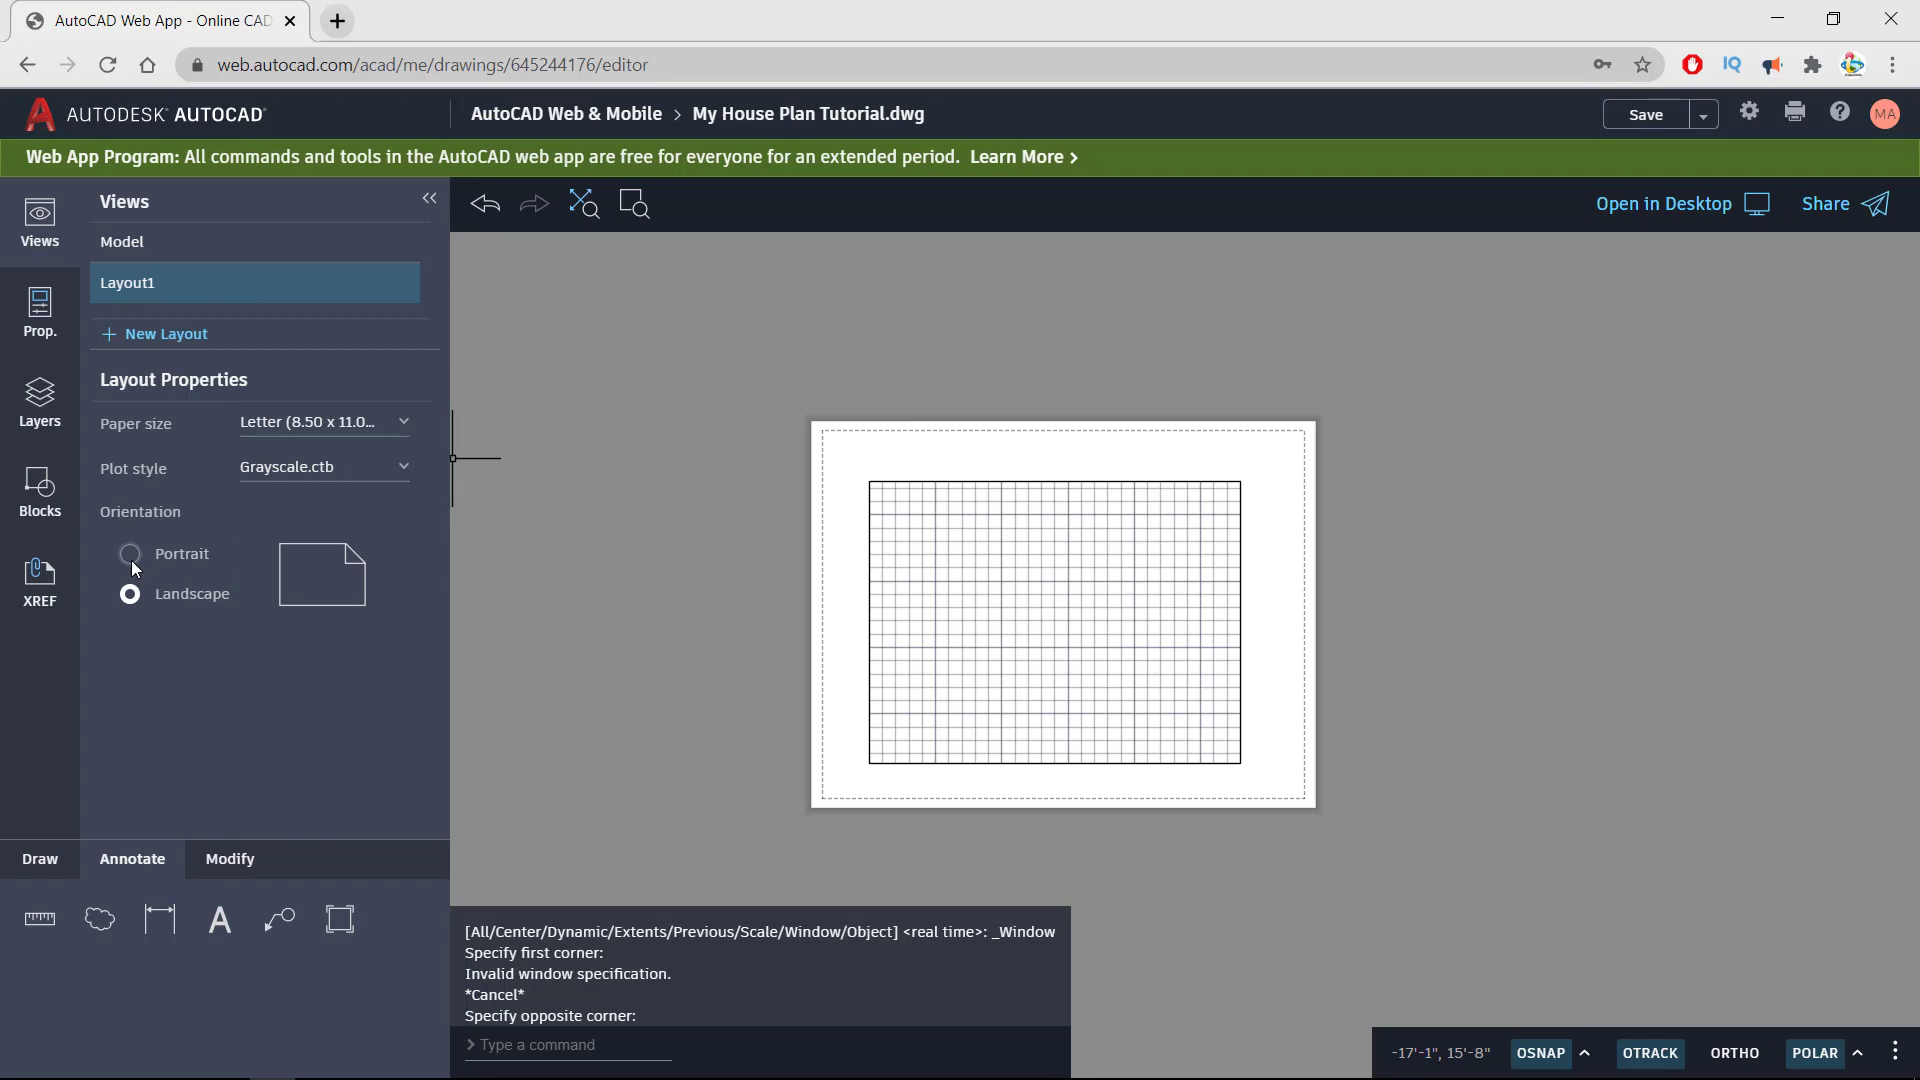 AutoCAD Web App - Online CAD
web.autocad.com/acad/me/drawings/645244176/editor
IQ
AUTODESK® AUTOCAD®
AutoCAD Web & Mobile > My House Plan Tutorial.dwg
Save
MA
Web App Program: All commands and tools in the AutoCAD web app are free for everyone for an extended period. Learn More >
Views
Views
Model
Layout1
+ New Layout
Prop.
Layers
Blocks
XREF
Open in Desktop
Share
Layout Properties
Paper size
Letter (8.50 x 11.0...
Plot style
Grayscale.ctb
Orientation
Portrait
Landscape
Draw
Annotate
Modify
A
[All/Center/Dynamic/Extents/Previous/Scale/Window/Object] <real time>: _Window
Specify first corner:
Invalid window specification.
*Cancel*
Specify opposite corner:
> Type a command
-17'-1", 15'-8"
OSNAP
OTRACK
ORTHO
POLAR